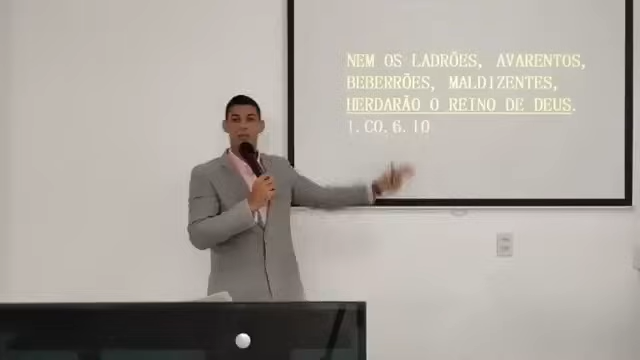 NEM OS LADRÕES, AVARENTOS,
BEBERRÕES, MALDIZENTES,
HERDARÃO O REINO DE DEUS.
1.CO.6.10